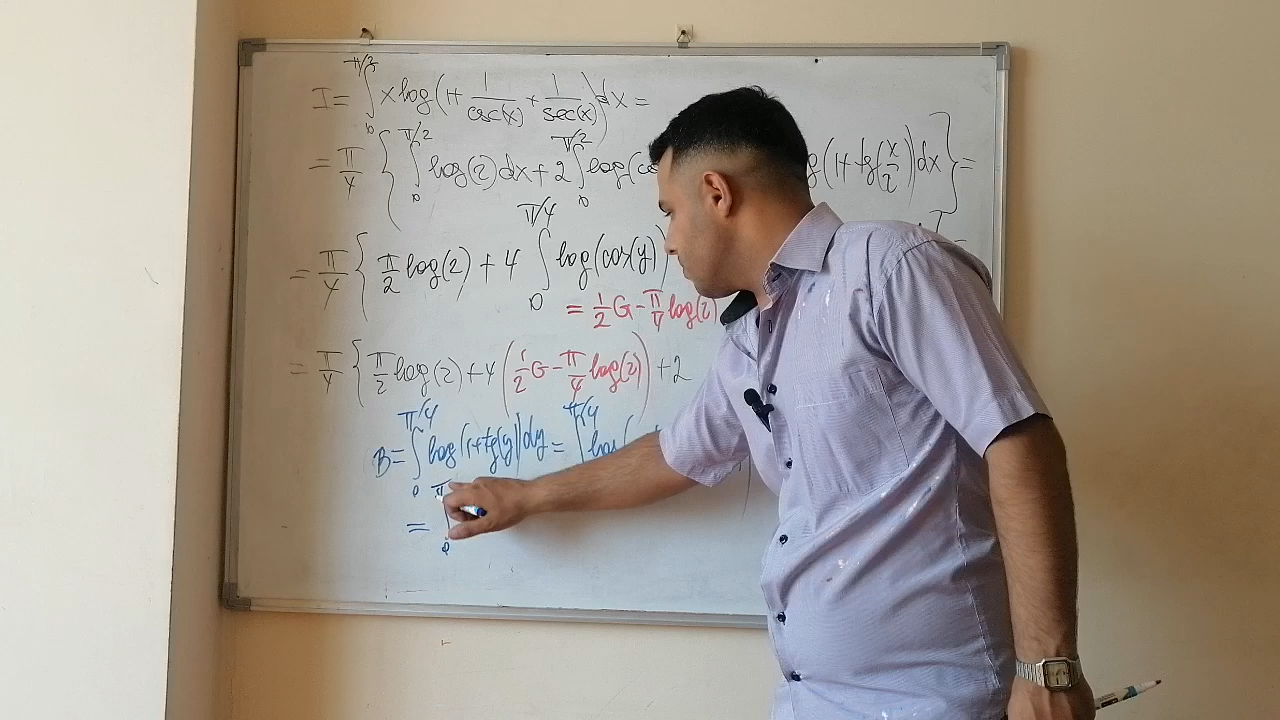 I = ∫₀^{π/2} x log(1 + 1/csc(x) + 1/sec(x)) dx =
= π/4 { ∫₀^{π/2} log(2) dx + 2 ∫₀^{π/2} log(co log(1 + tg(x/2)) dx } =
= π/4 { π/2 log(2) + 4 ∫₀^{π/4} log(cos(y))
= 1/2 G - π/4 log(2)
= π/4 { π/2 log(2) + 4 (1/2 G - π/4 log(2)) + 2
B = ∫₀^{π/4} log(1 + tg(y)) dy = ∫₀^{π/4} log(
= ∫₀^π